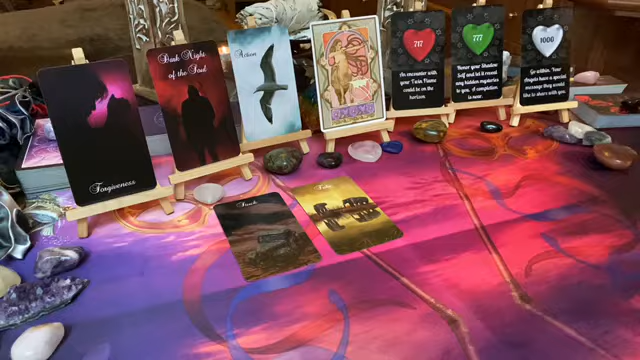 Forgiveness
Dark Night
of the Soul
Action
717
An encounter with
your Twin Flame
could be on the
horizon.
777
Honor your Shadow
Self and let it reveal
any hidden mysteries
to you. A completion
is near.
1000
Angels have a special
message they would
like to share with you.